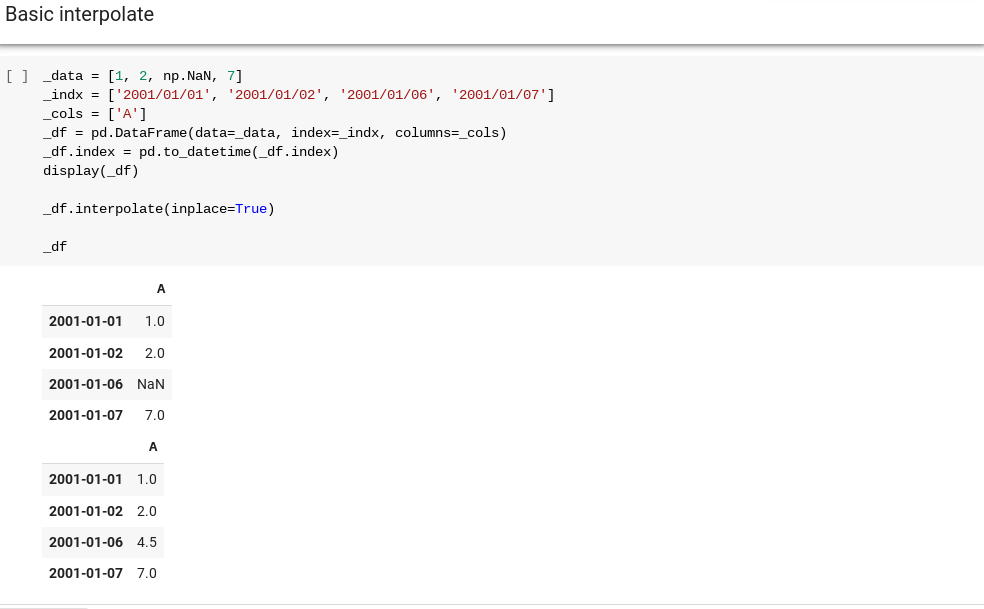 Basic interpolate
[ ] _data = [1, 2, np.NaN, 7]
_indx = ['2001/01/01', '2001/01/02', '2001/01/06', '2001/01/07']
_cols = ['A']
_df = pd.DataFrame(data=_data, index=_indx, columns=_cols)
_df.index = pd.to_datetime(_df.index)
display(_df)
_df.interpolate(inplace=True)
_df
A
2001-01-01 1.0
2001-01-02 2.0
2001-01-06 NaN
2001-01-07 7.0
A
2001-01-01 1.0
2001-01-02 2.0
2001-01-06 4.5
2001-01-07 7.0